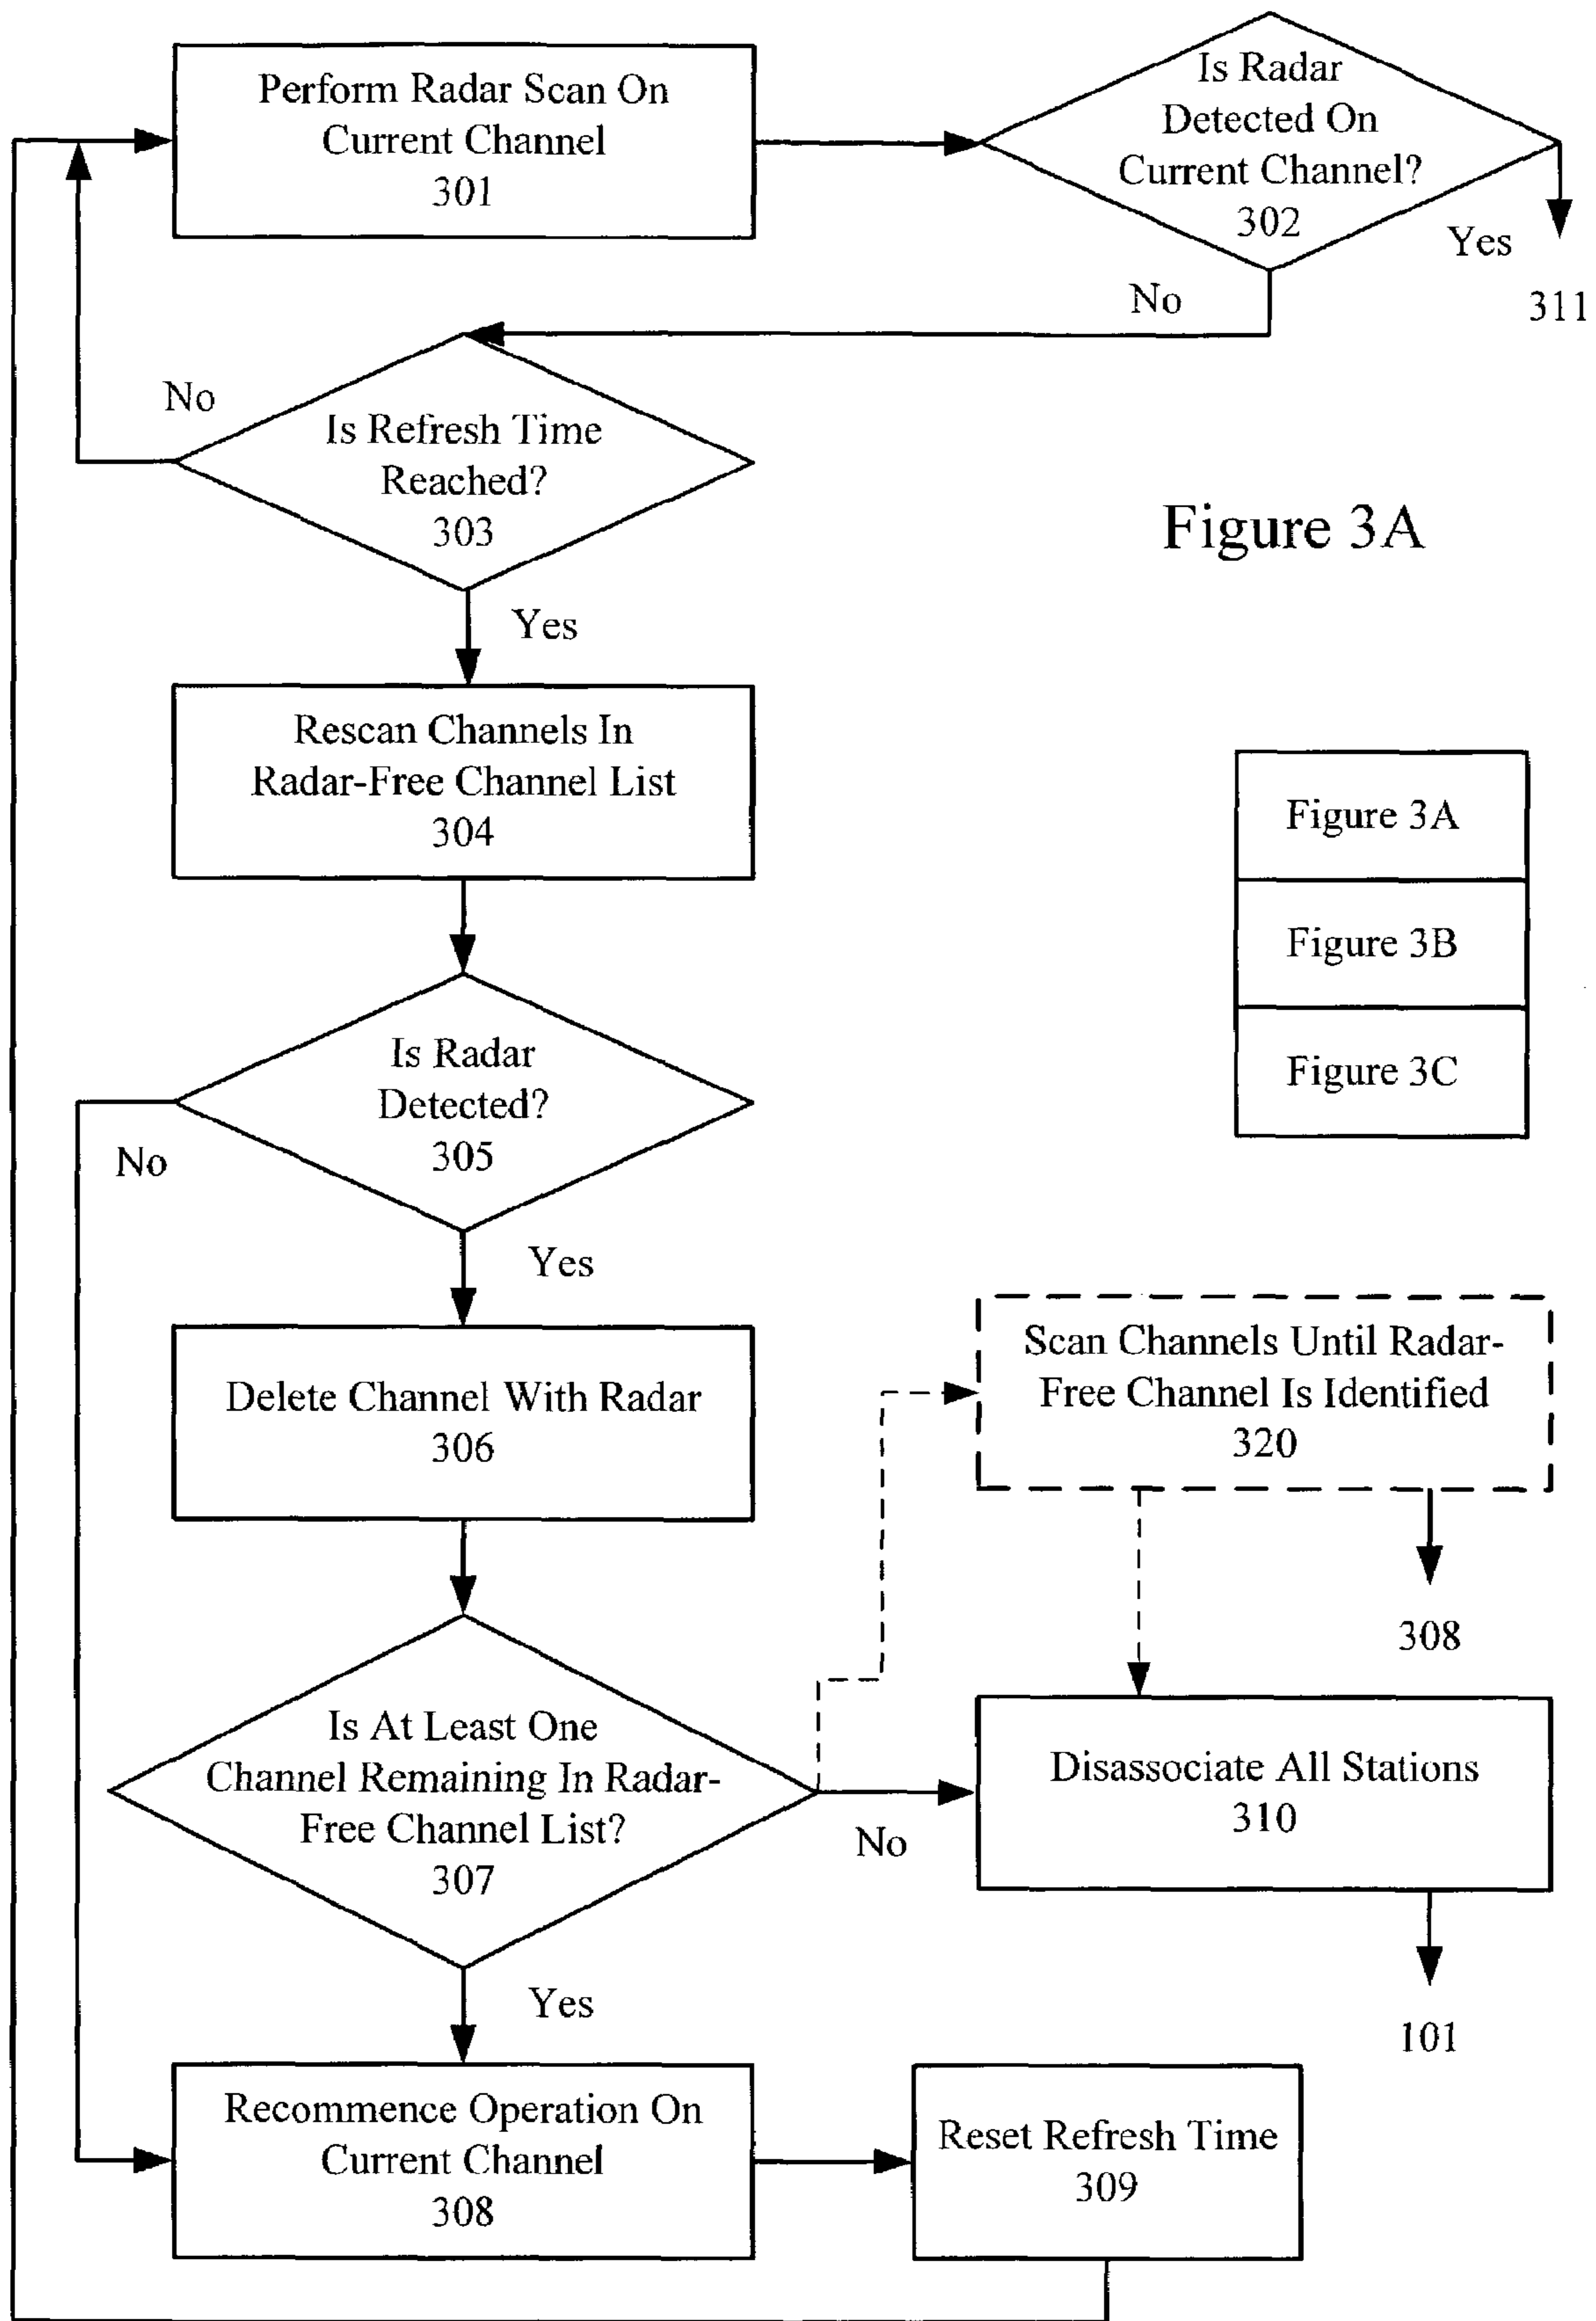 Perform Radar Scan On
Current Channel
301
Is Radar
Detected On
Current Channel?
302
Yes
311
No
No
Is Refresh Time
Reached?
303
Figure 3A
Yes
Rescan Channels In
Radar-Free Channel List
304
Figure 3A
Figure 3B
Figure 3C
Is Radar
Detected?
305
No
Yes
Delete Channel With Radar
306
Scan Channels Until Radar-
Free Channel Is Identified
320
308
Is At Least One
Channel Remaining In Radar-
Free Channel List?
307
No
Disassociate All Stations
310
101
Yes
Recommence Operation On
Current Channel
308
Reset Refresh Time
309